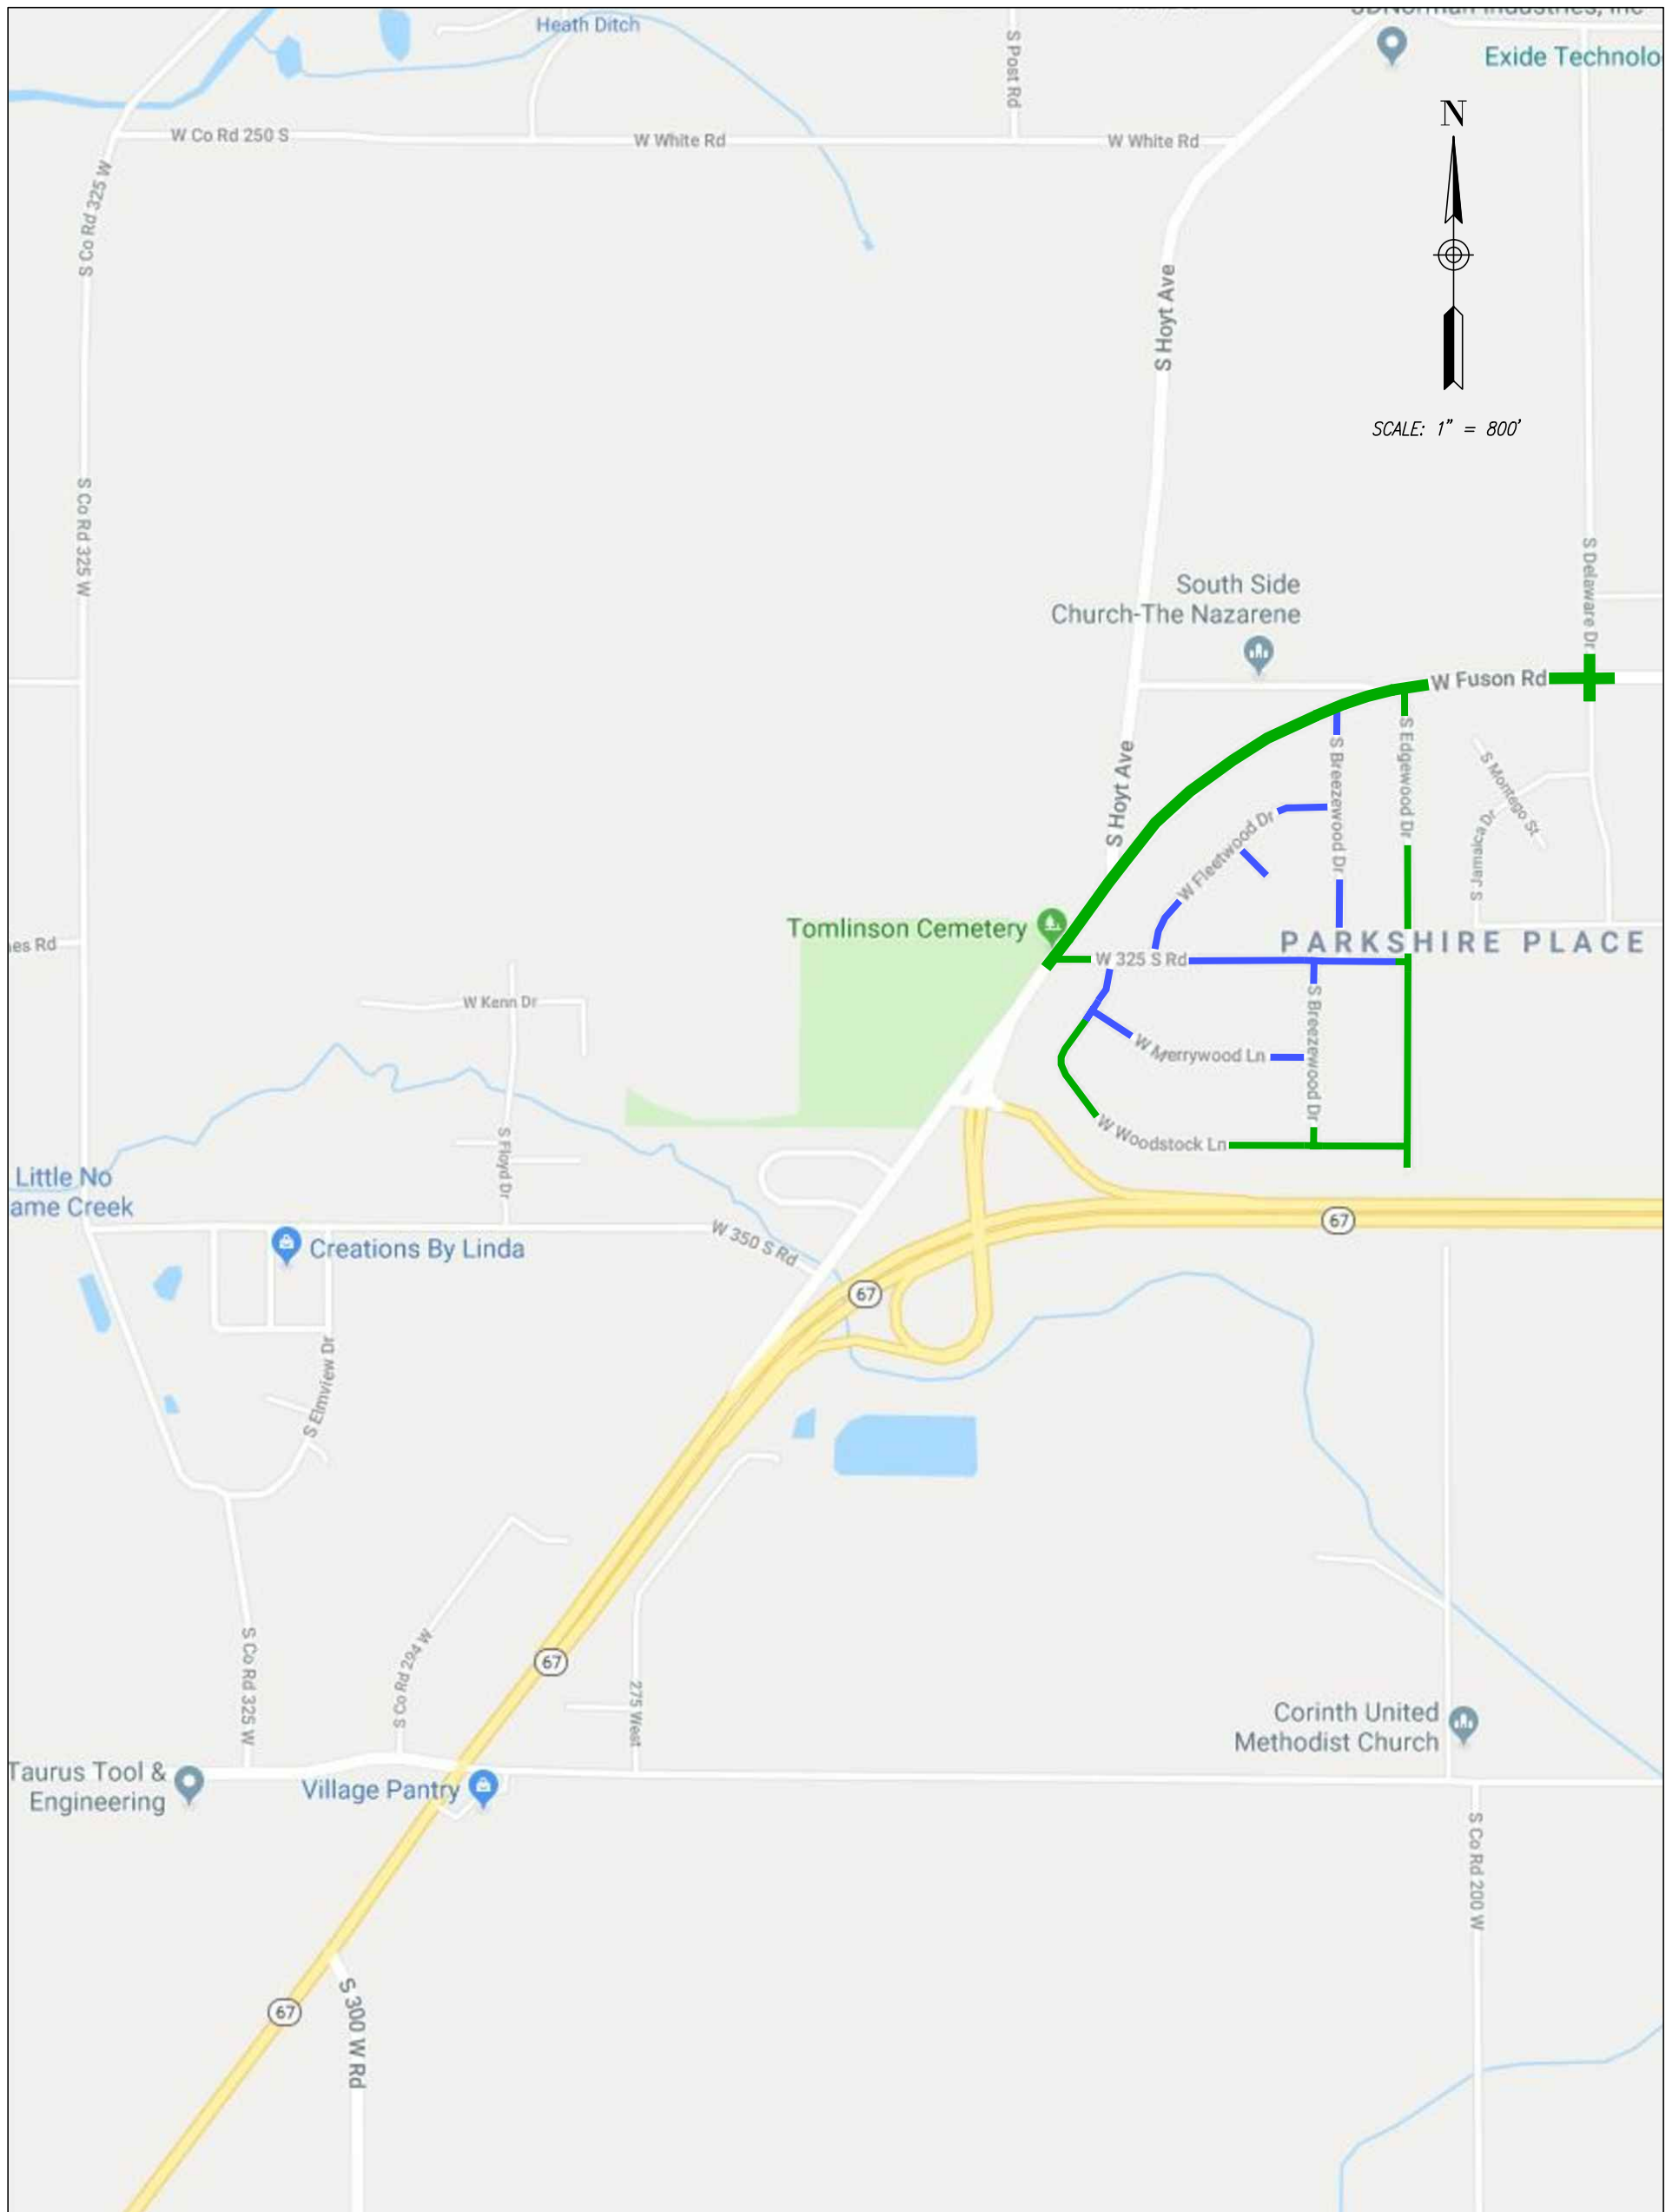 Heath Ditch
S Post Rd
Exide Technolo
N
W Co Rd 250 S
W White Rd
W White Rd
S Co Rd 325 W
S Hoyt Ave
SCALE: 1" = 800'
S Co Rd 325 W
S Delaware Dr
South Side
Church-The Nazarene
W Fuson Rd
S Hoyt Ave
S Breezewood Dr
S Edgewood Dr
S Montego St
S Jamaica Dr
W Fleetwood Dr
Tomlinson Cemetery
PARKSHIRE PLACE
nes Rd
W 325 S Rd
W Kenn Dr
S Breezewood Dr
W Merrywood Ln
W Woodstock Ln
S Floyd Dr
Little No
ame Creek
Creations By Linda
W 350 S Rd
67
67
S Elmview Dr
S Co Rd 325 W
S Co Rd 294 W
67
275 West
Corinth United
Methodist Church
Taurus Tool &
Engineering
Village Pantry
S Co Rd 200 W
67
S 300 W Rd